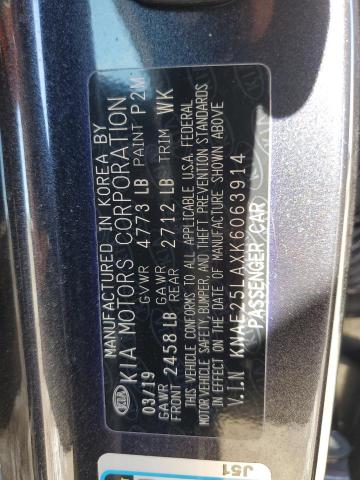 MANUFACTURED IN KOREA BY
KIA MOTORS CORPORATION
03/19 GVWR 4773 LB PAINT P2M
GAWR FRONT 2458 LB GAWR REAR 2712 LB TRIM WK
THIS VEHICLE CONFORMS TO ALL APPLICABLE U.S.A. FEDERAL
MOTOR VEHICLE SAFETY, BUMPER, AND THEFT PREVENTION STANDARDS
IN EFFECT ON THE DATE OF MANUFACTURE SHOWN ABOVE
V.I.N KNAE25LAXK6063914
PASSENGER CAR
KIA
J51